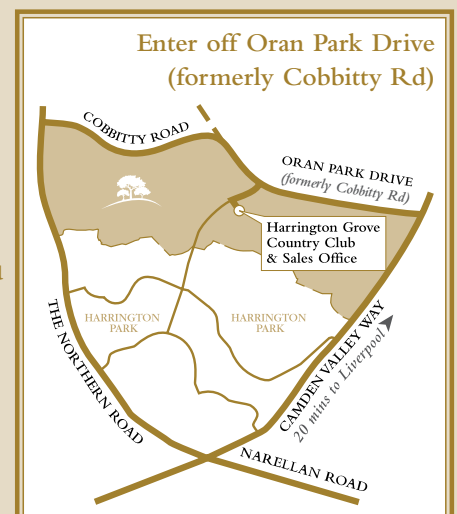 Enter off Oran Park Drive
(formerly Cobbitty Rd)
COBBITTY ROAD
ORAN PARK DRIVE
(formerly Cobbitty Rd)
Harrington Grove
Country Club
& Sales Office
HARRINGTON
PARK
HARRINGTON
PARK
THE NORTHERN ROAD
CAMDEN VALLEY WAY
20 mins to Liverpool
NARELLAN ROAD